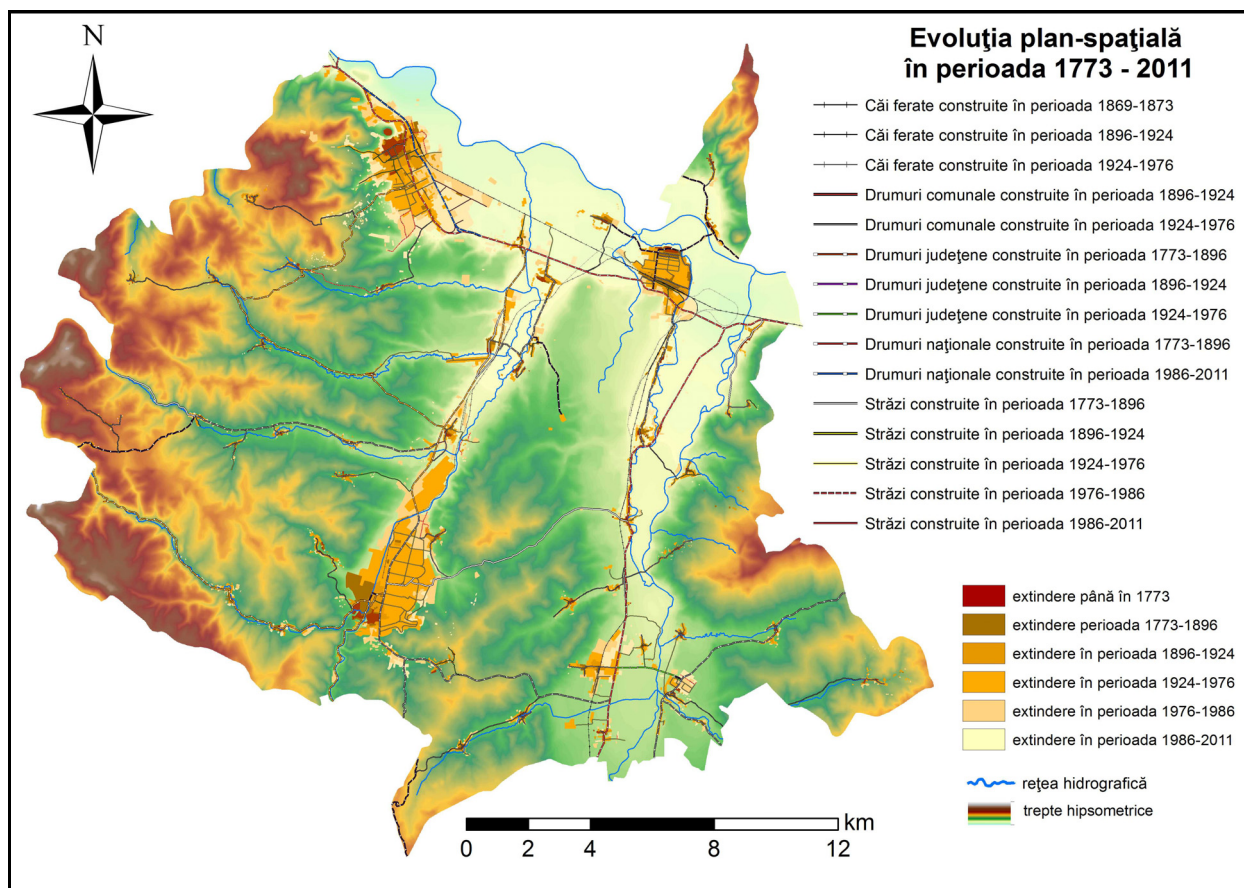 N
Evoluţia plan-spaţială
în perioada 1773 - 2011
Căi ferate construite în perioada 1869-1873
Căi ferate construite în perioada 1896-1924
Căi ferate construite în perioada 1924-1976
Drumuri comunale construite în perioada 1896-1924
Drumuri comunale construite în perioada 1924-1976
Drumuri judeţene construite în perioada 1773-1896
Drumuri judeţene construite în perioada 1896-1924
Drumuri judeţene construite în perioada 1924-1976
Drumuri naţionale construite în perioada 1773-1896
Drumuri naţionale construite în perioada 1986-2011
Străzi construite în perioada 1773-1896
Străzi construite în perioada 1896-1924
Străzi construite în perioada 1924-1976
Străzi construite în perioada 1976-1986
Străzi construite în perioada 1986-2011
extindere până în 1773
extindere perioada 1773-1896
extindere în perioada 1896-1924
extindere în perioada 1924-1976
extindere în perioada 1976-1986
extindere în perioada 1986-2011
reţea hidrografică
trepte hipsometrice
km
0 2 4 8 12